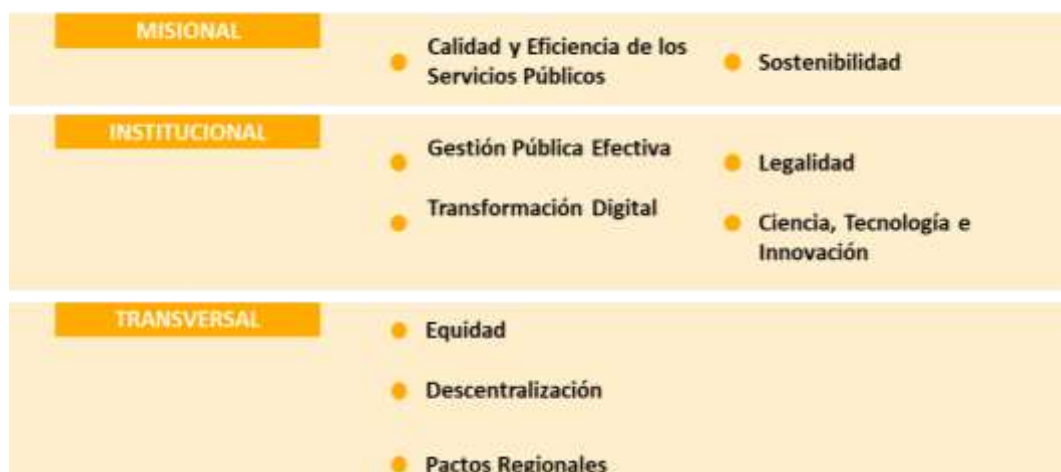 MISIONAL
Calidad y Eficiencia de los
Servicios Públicos
Sostenibilidad
INSTITUCIONAL
Gestión Pública Efectiva
Legalidad
Transformación Digital
Ciencia, Tecnología e
Innovación
TRANSVERSAL
Equidad
Descentralización
Pactos Regionales